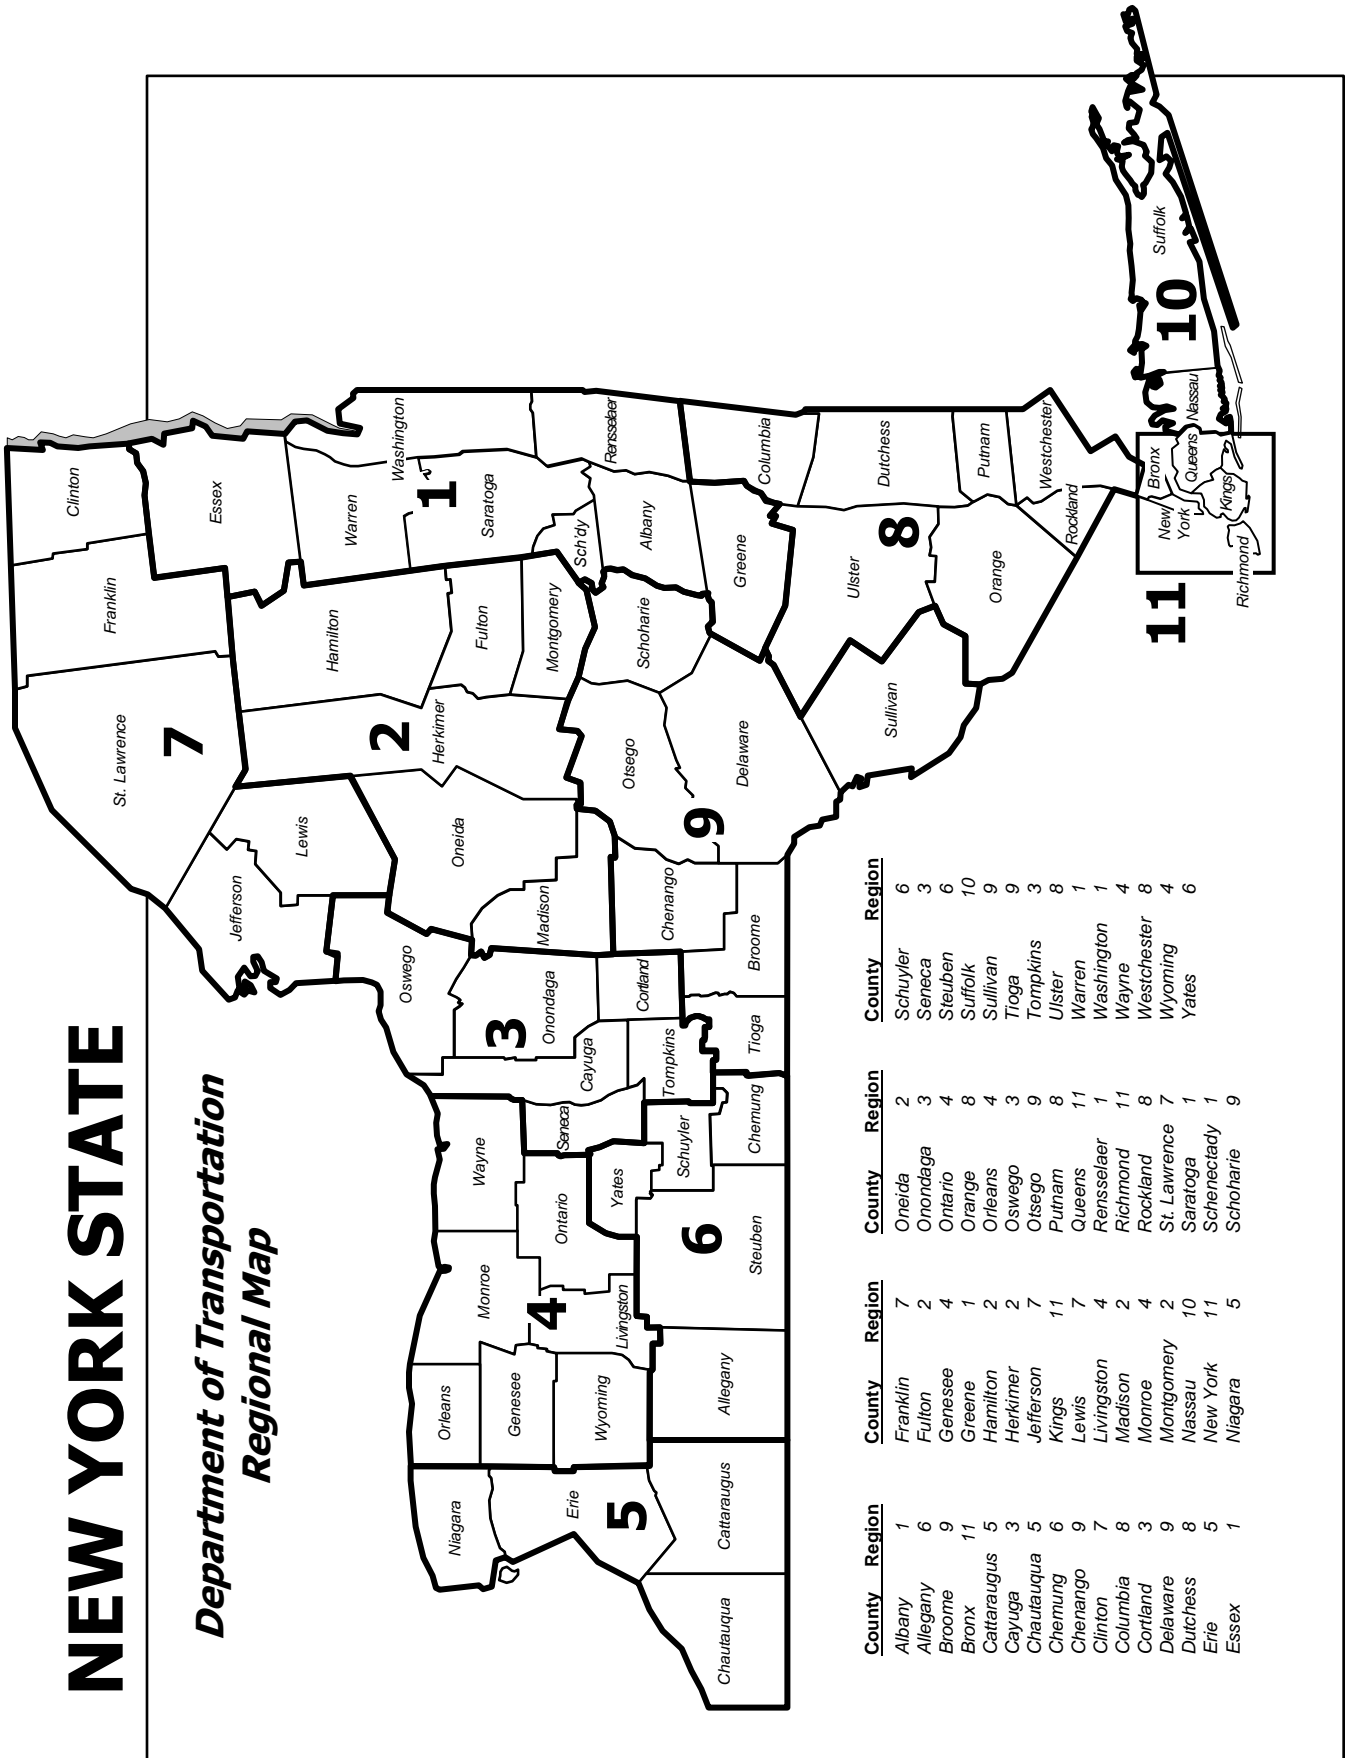 NEW YORK STATE
Department of Transportation
Regional Map
Clinton
Franklin
St. Lawrence
7
Essex
Jefferson
Lewis
Hamilton
Warren
Washington
1
Saratoga
2
Herkimer
Fulton
Montgomery
Oneida
Oswego
Madison
Rensselaer
Sch'dy
Albany
Schoharie
Otsego
Chenango
Onondaga
3
Cortland
Cayuga
Tompkins
Seneca
Wayne
Ontario
Yates
Monroe
4
Livingston
Orleans
Genesee
Wyoming
Niagara
Erie
5
Chautauqua
Cattaraugus
Allegany
Steuben
6
Schuyler
Chemung
Tioga
Broome
9
Delaware
Greene
Columbia
Ulster
8
Dutchess
Sullivan
Orange
Putnam
Rockland
Westchester
New
York
Bronx
Queens
Kings
Richmond
11
Nassau
10
Suffolk
County Region
Albany 1
Allegany 6
Broome 9
Bronx 11
Cattaraugus 5
Cayuga 3
Chautauqua 5
Chemung 6
Chenango 9
Clinton 7
Columbia 8
Cortland 3
Delaware 9
Dutchess 8
Erie 5
Essex 1
County Region
Franklin 7
Fulton 2
Genesee 4
Greene 1
Hamilton 2
Herkimer 2
Jefferson 7
Kings 11
Lewis 7
Livingston 4
Madison 2
Monroe 4
Montgomery 2
Nassau 10
New York 11
Niagara 5
County Region
Oneida 2
Onondaga 3
Ontario 4
Orange 8
Orleans 4
Oswego 3
Otsego 9
Putnam 8
Queens 11
Rensselaer 1
Richmond 11
Rockland 8
St. Lawrence 7
Saratoga 1
Schenectady 1
Schoharie 9
County Region
Schuyler 6
Seneca 3
Steuben 6
Suffolk 10
Sullivan 9
Tioga 9
Tompkins 3
Ulster 8
Warren 1
Washington 1
Wayne 4
Westchester 8
Wyoming 4
Yates 6